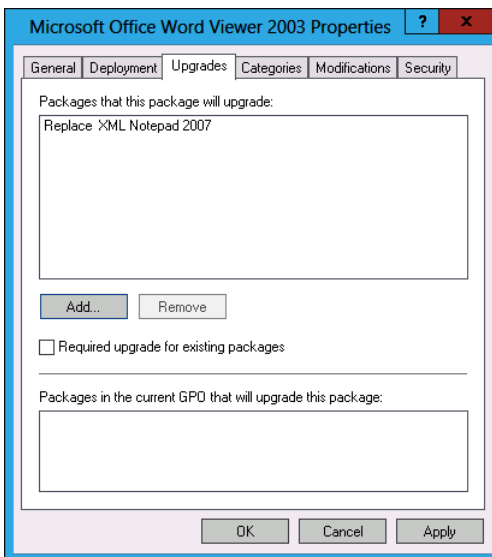 Microsoft Office Word Viewer 2003 Properties ? x
General Deployment Upgrades Categories Modifications Security
Packages that this package will upgrade:
Replace XML Notepad 2007
Add... Remove
Required upgrade for existing packages
Packages in the current GPO that will upgrade this package:
OK Cancel Apply